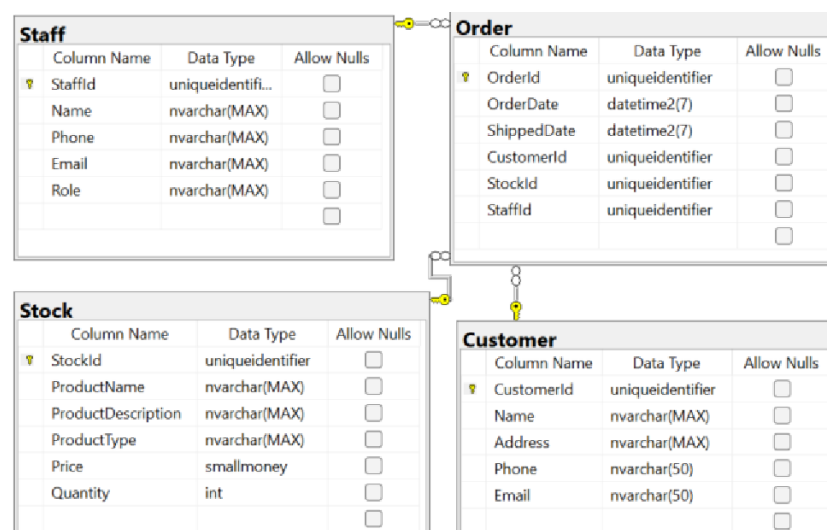 Staff
Column Name Data Type Allow Nulls
StaffId uniqueidentifi...
Name nvarchar(MAX)
Phone nvarchar(MAX)
Email nvarchar(MAX)
Role nvarchar(MAX)
Order
Column Name Data Type Allow Nulls
OrderId uniqueidentifier
OrderDate datetime2(7)
ShippedDate datetime2(7)
CustomerId uniqueidentifier
StockId uniqueidentifier
StaffId uniqueidentifier
Stock
Column Name Data Type Allow Nulls
StockId uniqueidentifier
ProductName nvarchar(MAX)
ProductDescription nvarchar(MAX)
ProductType nvarchar(MAX)
Price smallmoney
Quantity int
Customer
Column Name Data Type Allow Nulls
CustomerId uniqueidentifier
Name nvarchar(MAX)
Address nvarchar(MAX)
Phone nvarchar(50)
Email nvarchar(50)